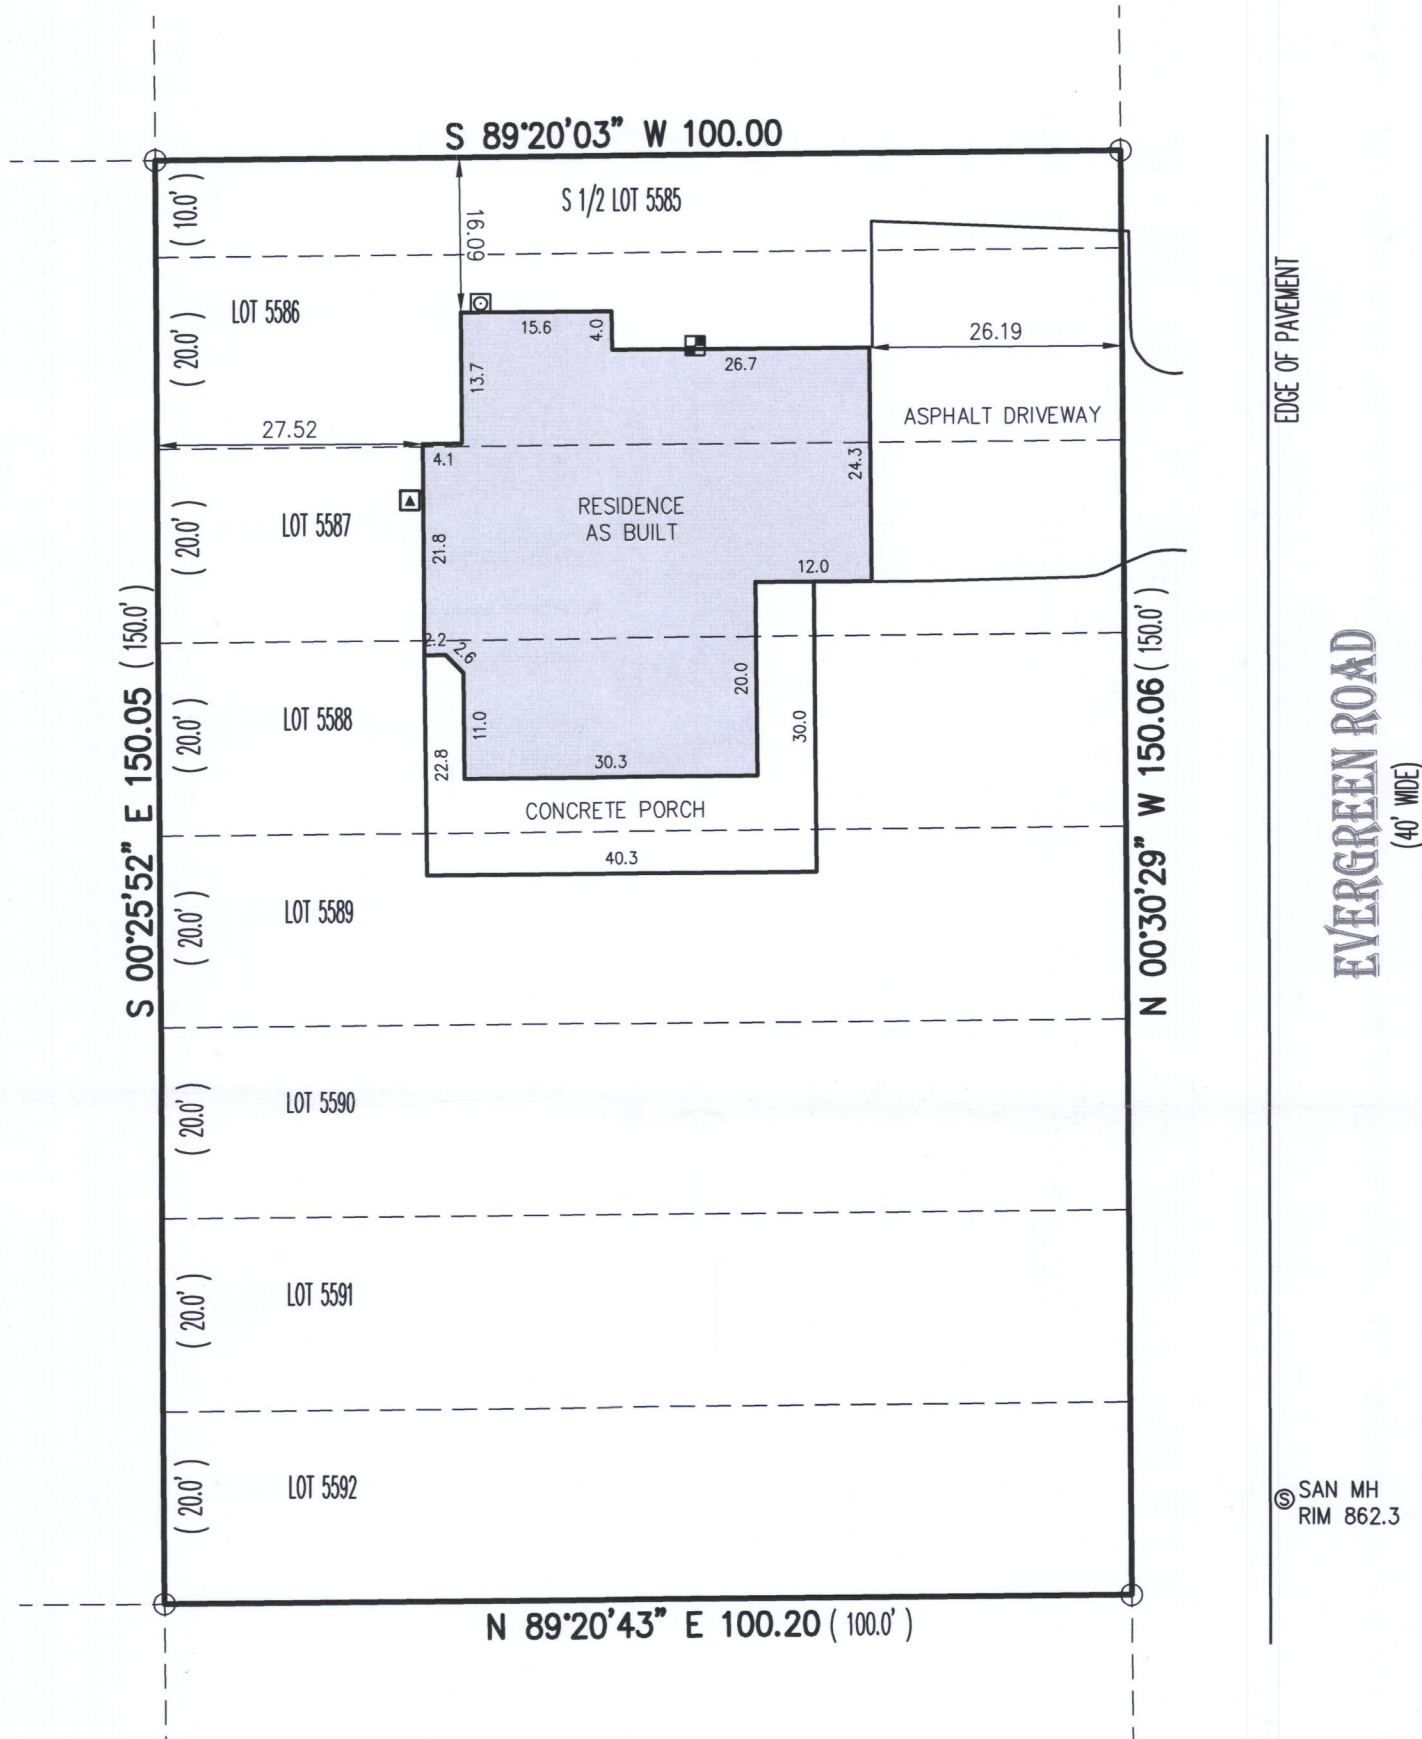 S 89°20'03" W 100.00
S 1/2 LOT 5585
(10.0')
16.09
LOT 5586
(20.0')
15.6
4.0
26.7
26.19
13.7
EDGE OF PAVEMENT
ASPHALT DRIVEWAY
27.52
4.1
24.3
RESIDENCE
AS BUILT
LOT 5587
(20.0')
21.8
12.0
2.2
2.6
S 00°25'52" E 150.05 (150.0')
N 00°30'29" W 150.06 (150.0')
EVERGREEN ROAD
(40' WIDE)
LOT 5588
(20.0')
11.0
20.0
30.0
22.8
30.3
CONCRETE PORCH
40.3
LOT 5589
(20.0')
LOT 5590
(20.0')
LOT 5591
(20.0')
LOT 5592
(20.0')
S SAN MH
RIM 862.3
N 89°20'43" E 100.20 (100.0')